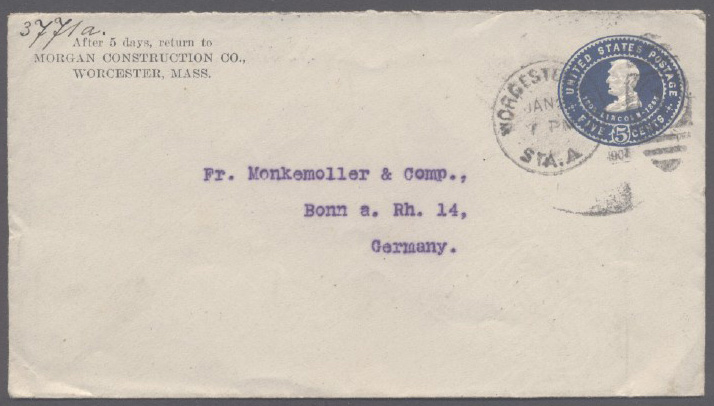 3771a.
After 5 days, return to
MORGAN CONSTRUCTION CO.,
WORCESTER, MASS.
UNITED STATES POSTAGE
LINCOLN
FIVE 5 CENTS
WORCESTE
JAN
7 PM
STA. A
Fr. Monkemoller & Comp.,
Bonn a. Rh. 14,
Germany.